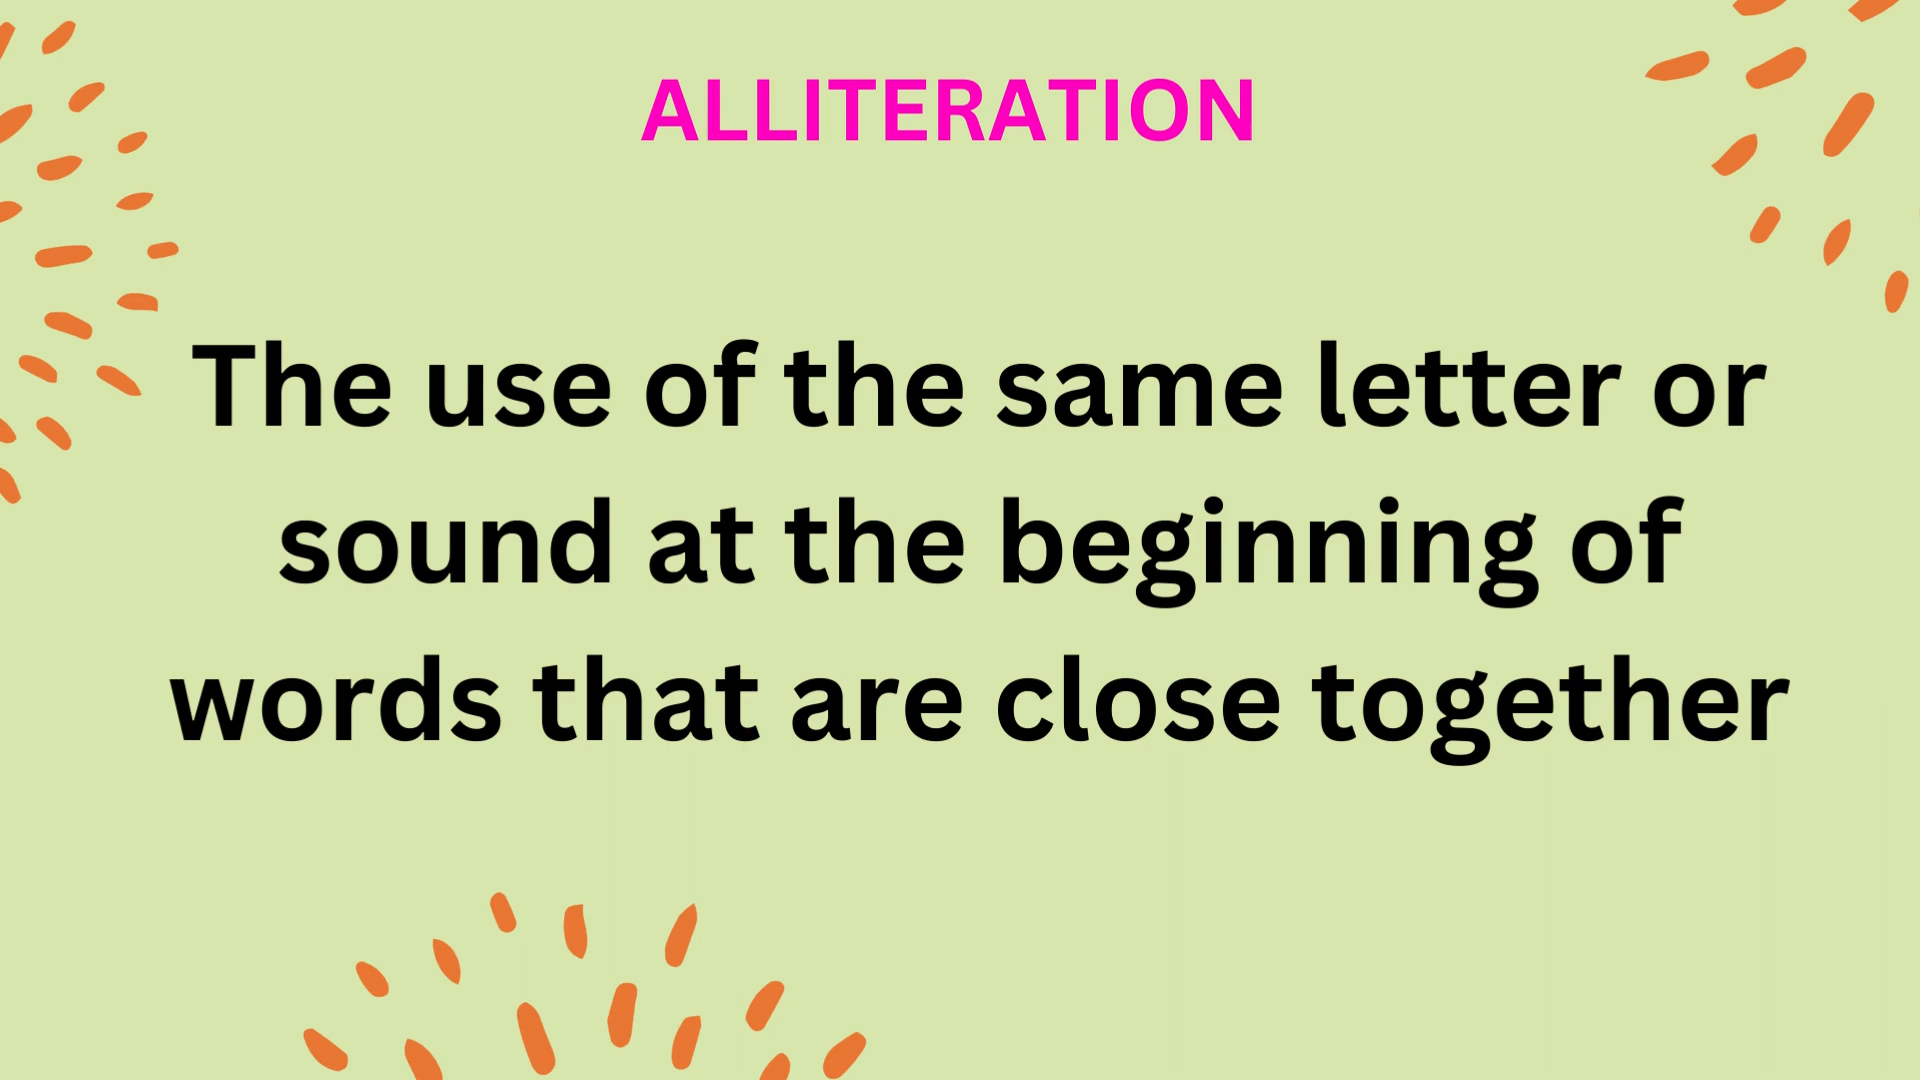 ALLITERATION
The use of the same letter or
sound at the beginning of
words that are close together